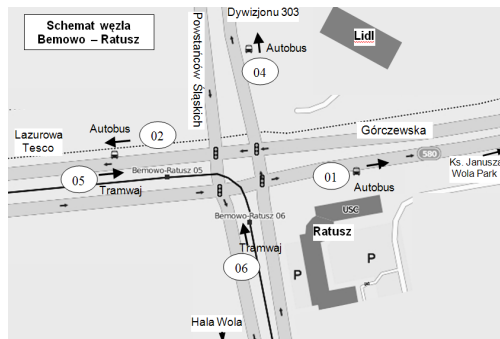 Schemat węzla
Bemowo – Ratusz
Powstańców Śląskich
Dywizjonu 303
Autobus
04
Lidl
Lazurowa
Tesco
Autobus
02
Górczewska
580
Ks. Janusza
Wola Park
05
Bemowo-Ratusz 05
Tramwaj
01
Autobus
Bemowo-Ratusz 06
USC
Ratusz
Tramwaj
06
P
P
Hala Wola